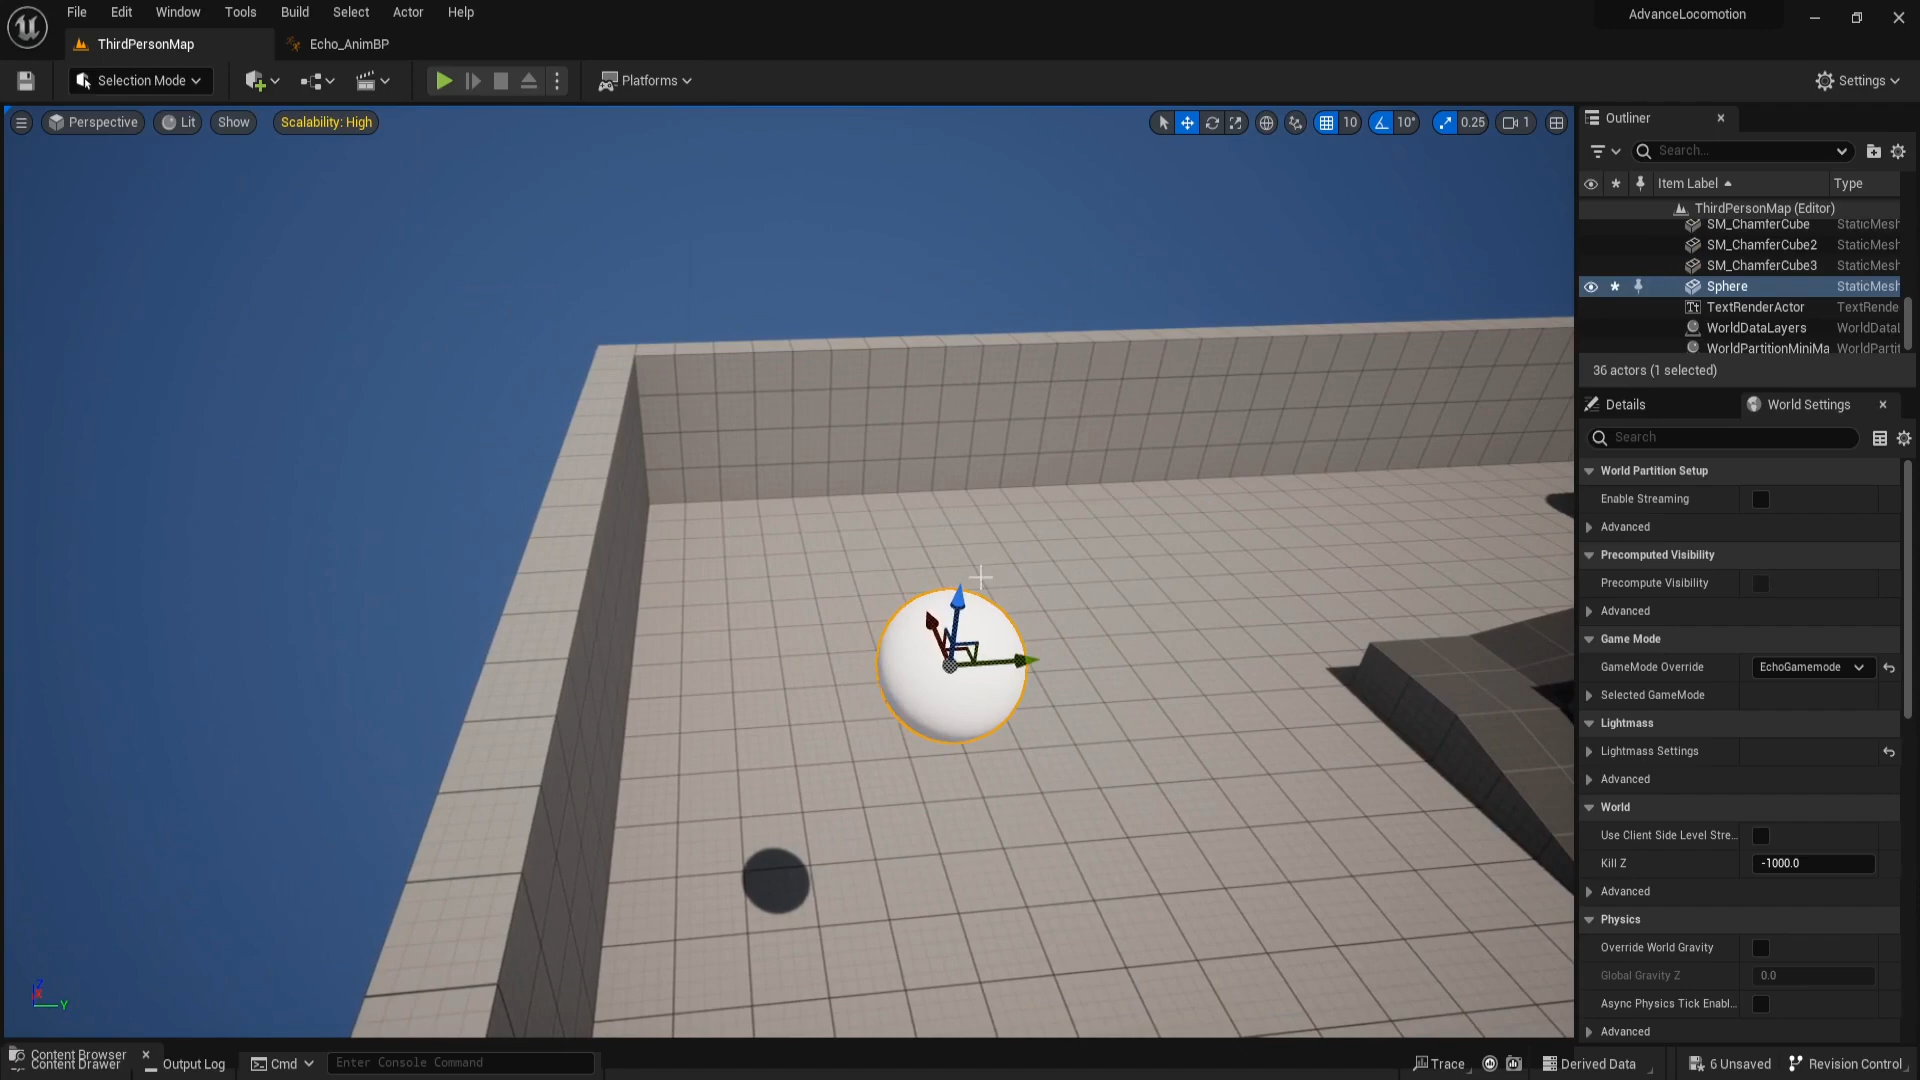 File Edit Window Tools Build Select Actor Help
AdvanceLocomotion
ThirdPersonMap
Echo_AnimBP
Selection Mode
Platforms
Settings
Perspective
Lit
Show
Scalability: High
10
10°
0.25
1
Outliner
Search...
Item Label
Type
ThirdPersonMap (Editor)
SM_ChamferCube StaticMesh
SM_ChamferCube2 StaticMesh
SM_ChamferCube3 StaticMesh
Sphere StaticMesh
TextRenderActor TextRende
WorldDataLayers WorldDataL
WorldPartitionMiniMa WorldPartit
36 actors (1 selected)
Details
World Settings
Search
World Partition Setup
Enable Streaming
Advanced
Precomputed Visibility
Precompute Visibility
Advanced
Game Mode
GameMode Override EchoGamemode
Selected GameMode
Lightmass
Lightmass Settings
Advanced
World
Use Client Side Level Stre...
Kill Z -1000.0
Advanced
Physics
Override World Gravity
Global Gravity Z 0.0
Async Physics Tick Enabl...
Advanced
Z
X
Y
Content Browser
Content Drawer
Output Log
Cmd
Enter Console Command
Trace
Derived Data
6 Unsaved
Revision Control